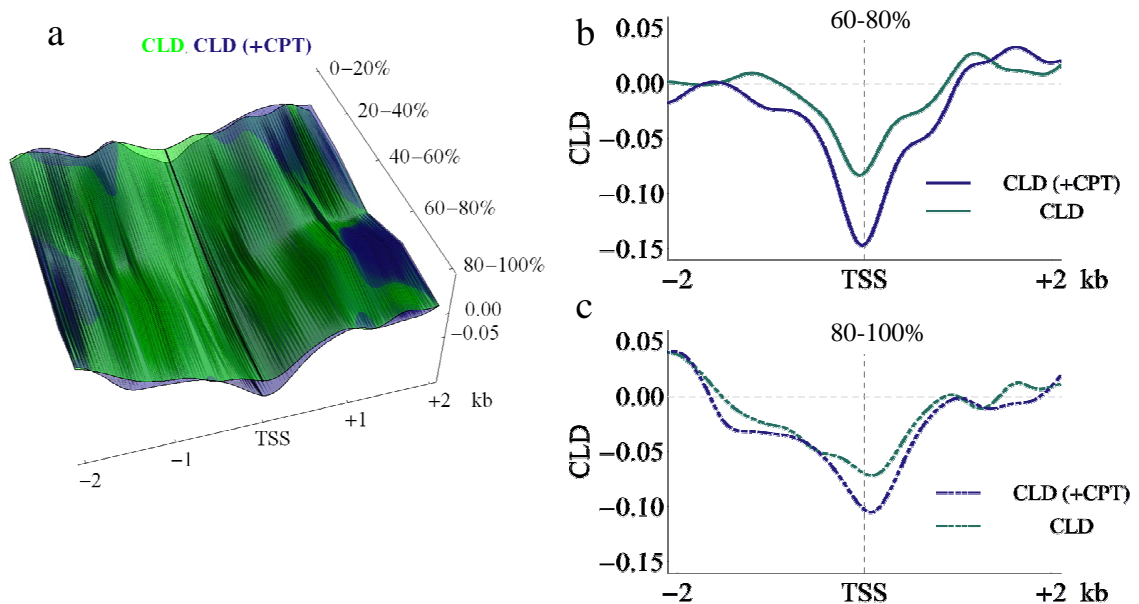 a
CLD, CLD (+CPT)
0−20%
20−40%
40−60%
60−80%
80−100%
0.00
−0.05
−2
−1
TSS
+1
+2 kb
b
60-80%
0.05
0.00
−0.05
−0.10
−0.15
CLD
CLD (+CPT)
CLD
−2
TSS
+2 kb
c
80-100%
0.05
0.00
−0.05
−0.10
−0.15
CLD
CLD (+CPT)
CLD
−2
TSS
+2 kb